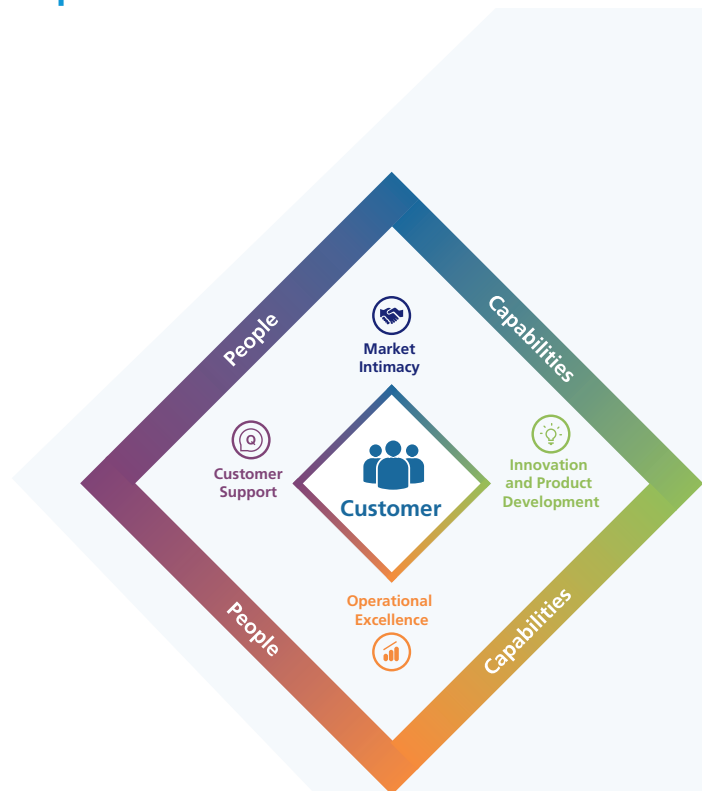 People
Capabilities
Market
Intimacy
Customer
Support
Innovation
and Product
Development
Customer
Operational
Excellence
People
Capabilities